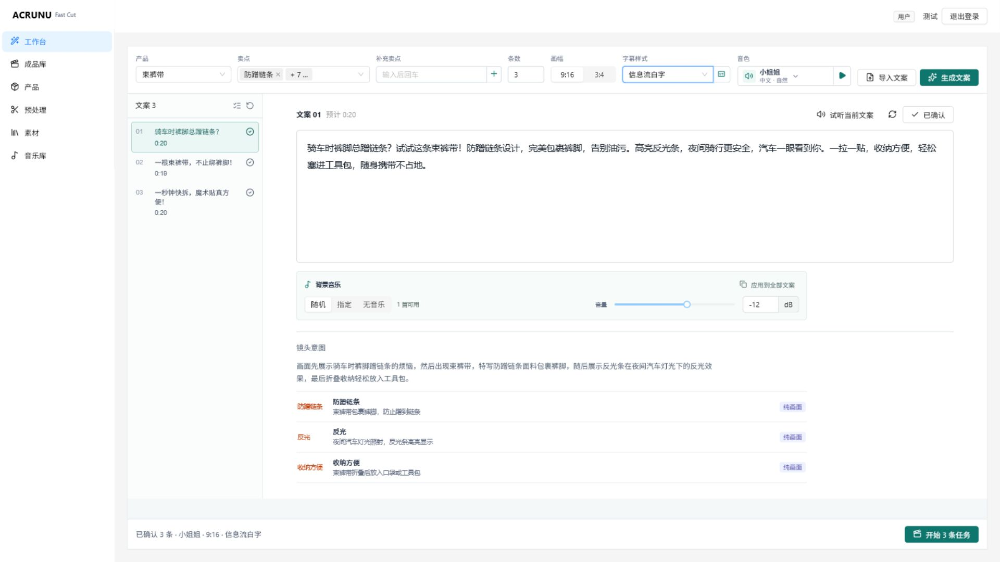 ACRUNU Fast Cut
用户 测试 退出登录
工作台
成品库
产品
预处理
素材
音乐库
产品 卖点 补充卖点 条数 画幅 字幕样式 音色
束裤带 防蹭链条 × + 7 ... 输入后回车 3 9:16 3:4 信息流白字 小姐姐 导入文案 生成文案
中文 · 自然
文案 3
01 骑车时裤脚总蹭链条?
0:20
02 一根束裤带，不止绑裤脚!
0:19
03 一秒钟快拆，魔术贴真方
便!
0:20
文案 01 预计 0:20 试听当前文案 已确认
骑车时裤脚总蹭链条? 试试这条束裤带! 防蹭链条设计，完美包裹裤脚，告别油污。高亮反光条，夜间骑行更安全，汽车一眼看到你。一拉一贴，收纳方便，轻松
塞进工具包，随身携带不占地。
背景音乐 应用到全部文案
随机 指定 无音乐 1 首可用 音量 -12 dB
镜头意图
画面先展示骑车时裤脚蹭链条的烦恼，然后出现束裤带，特写防蹭链条面料包裹裤脚，随后展示反光条在夜间汽车灯光下的反光效
果，最后折叠收纳轻松放入工具包。
防蹭链条 防蹭链条 纯画面
束裤带包裹裤脚，防止蹭到链条
反光 反光 纯画面
夜间汽车灯光照射，反光条高亮显示
收纳方便 收纳方便 纯画面
束裤带折叠后放入口袋或工具包
已确认 3 条 · 小姐姐 · 9:16 · 信息流白字 开始 3 条任务